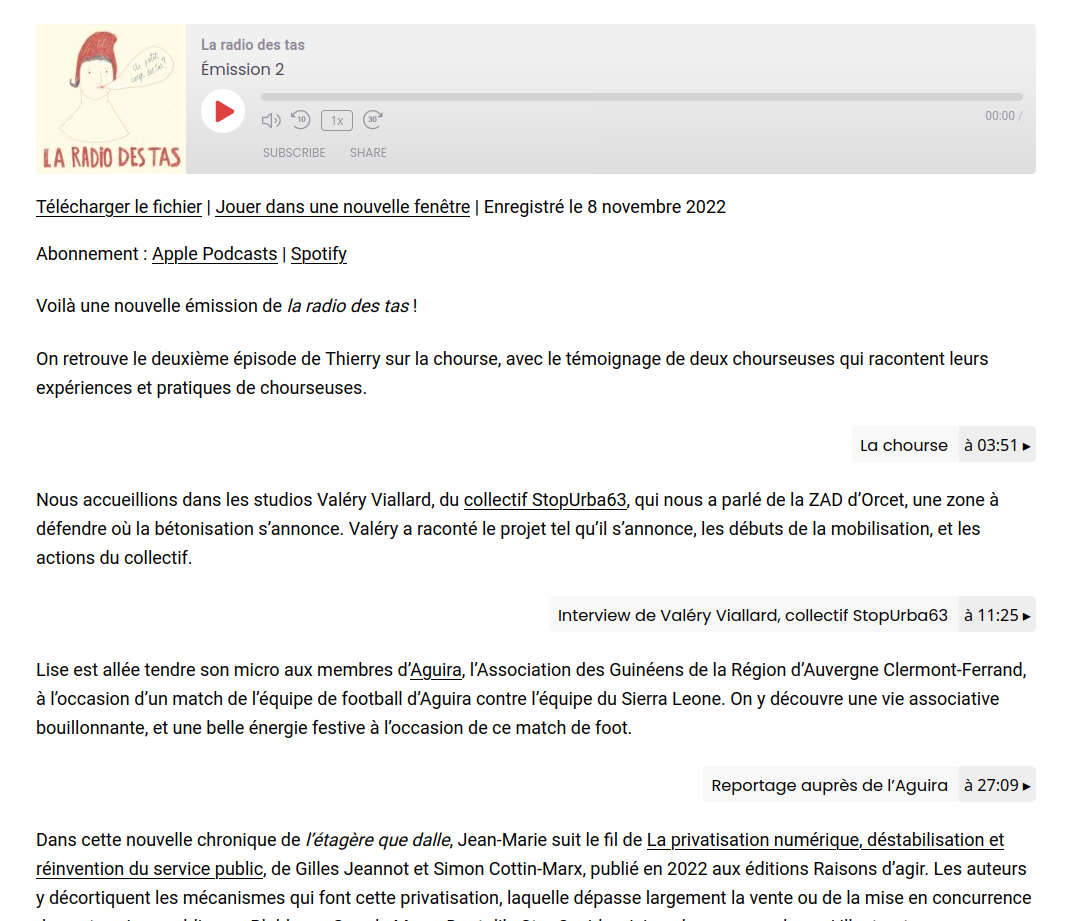 La radio des tas
Émission 2
Un petit
coup des tas?
10
1x
30
00:00 /
SUBSCRIBE SHARE
LA RADIO DES TAS
Télécharger le fichier | Jouer dans une nouvelle fenêtre | Enregistré le 8 novembre 2022
Abonnement : Apple Podcasts | Spotify
Voilà une nouvelle émission de la radio des tas !
On retrouve le deuxième épisode de Thierry sur la chourse, avec le témoignage de deux chourseuses qui racontent leurs
expériences et pratiques de chourseuses.
La chourse à 03:51 ▸
Nous accueillions dans les studios Valéry Viallard, du collectif StopUrba63, qui nous a parlé de la ZAD d’Orcet, une zone à
défendre où la bétonisation s’annonce. Valéry a raconté le projet tel qu’il s’annonce, les débuts de la mobilisation, et les
actions du collectif.
Interview de Valéry Viallard, collectif StopUrba63 à 11:25 ▸
Lise est allée tendre son micro aux membres d’Aguira, l’Association des Guinéens de la Région d’Auvergne Clermont-Ferrand,
à l’occasion d’un match de l’équipe de football d’Aguira contre l’équipe du Sierra Leone. On y découvre une vie associative
bouillonnante, et une belle énergie festive à l’occasion de ce match de foot.
Reportage auprès de l’Aguira à 27:09 ▸
Dans cette nouvelle chronique de l’étagère que dalle, Jean-Marie suit le fil de La privatisation numérique, déstabilisation et
réinvention du service public, de Gilles Jeannot et Simon Cottin-Marx, publié en 2022 aux éditions Raisons d’agir. Les auteurs
y décortiquent les mécanismes qui font cette privatisation, laquelle dépasse largement la vente ou de la mise en concurrence